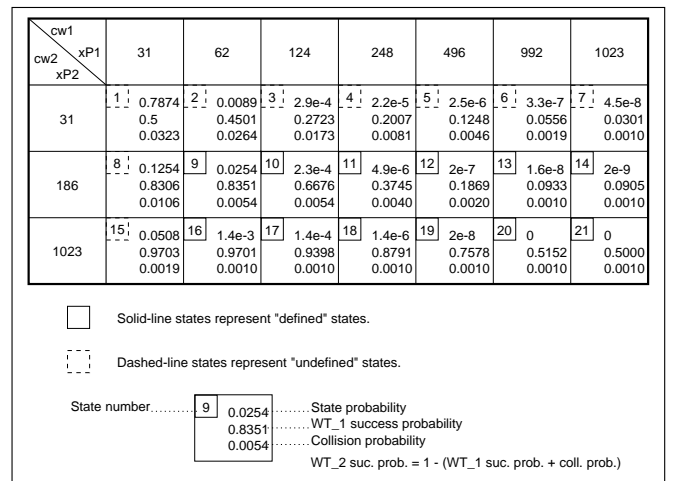 cw1
cw2 xP1 31 62 124 248 496 992 1023
xP2
1 0.7874 2 0.0089 3 2.9e-4 4 2.2e-5 5 2.5e-6 6 3.3e-7 7 4.5e-8
31 0.5 0.4501 0.2723 0.2007 0.1248 0.0556 0.0301
0.0323 0.0264 0.0173 0.0081 0.0046 0.0019 0.0010
8 0.1254 9 0.0254 10 2.3e-4 11 4.9e-6 12 2e-7 13 1.6e-8 14 2e-9
186 0.8306 0.8351 0.6676 0.3745 0.1869 0.0933 0.0905
0.0106 0.0054 0.0054 0.0040 0.0020 0.0010 0.0010
15 0.0508 16 1.4e-3 17 1.4e-4 18 1.4e-6 19 2e-8 20 0 21 0
1023 0.9703 0.9701 0.9398 0.8791 0.7578 0.5152 0.5000
0.0019 0.0010 0.0010 0.0010 0.0010 0.0010 0.0010
Solid-line states represent "defined" states.
Dashed-line states represent "undefined" states.
State number 9 0.0254 State probability
0.8351 WT_1 success probability
0.0054 Collision probability
WT_2 suc. prob. = 1 - (WT_1 suc. prob. + coll. prob.)